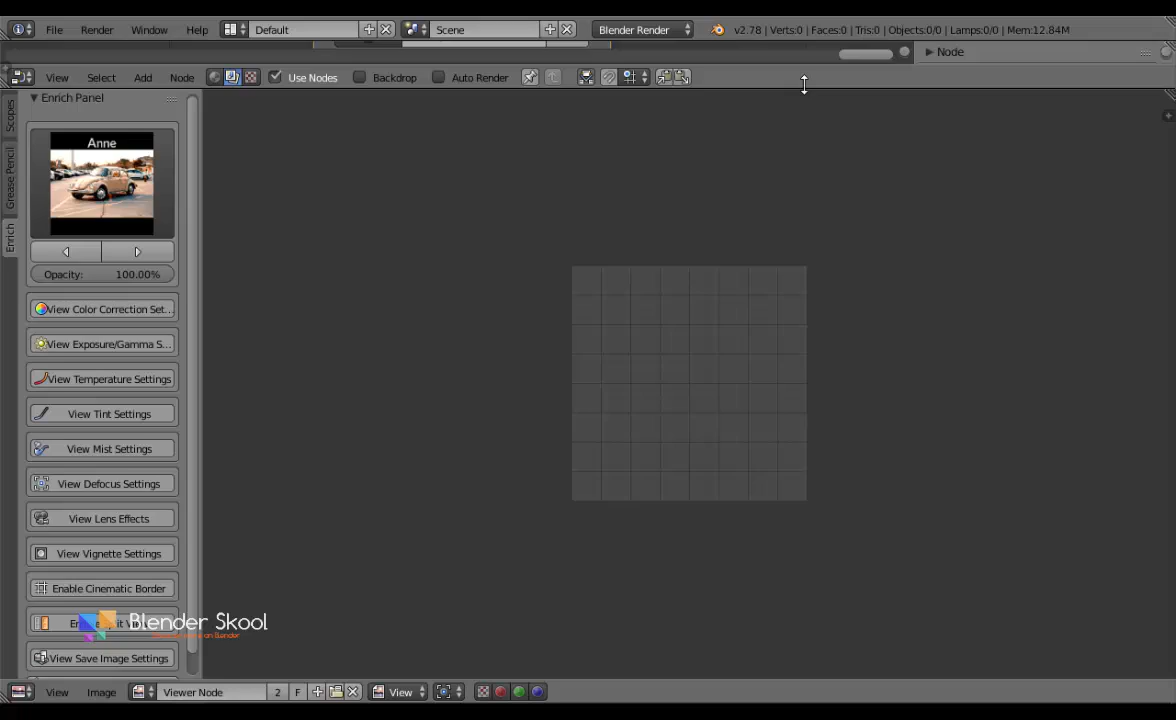 File Render Window Help Default Scene Blender Render v2.78 | Verts:0 | Faces:0 | Tris:0 | Objects:0/0 | Lamps:0/0 | Mem:12.84M
Node
View Select Add Node Use Nodes Backdrop Auto Render
Enrich Panel
Scopes
Grease Pencil
Enrich
Anne
Opacity: 100.00%
View Color Correction Set...
View Exposure/Gamma S...
View Temperature Settings
View Tint Settings
View Mist Settings
View Defocus Settings
View Lens Effects
View Vignette Settings
Enable Cinematic Border
Blender Skool
View Save Image Settings
View Image Viewer Node 2 F View